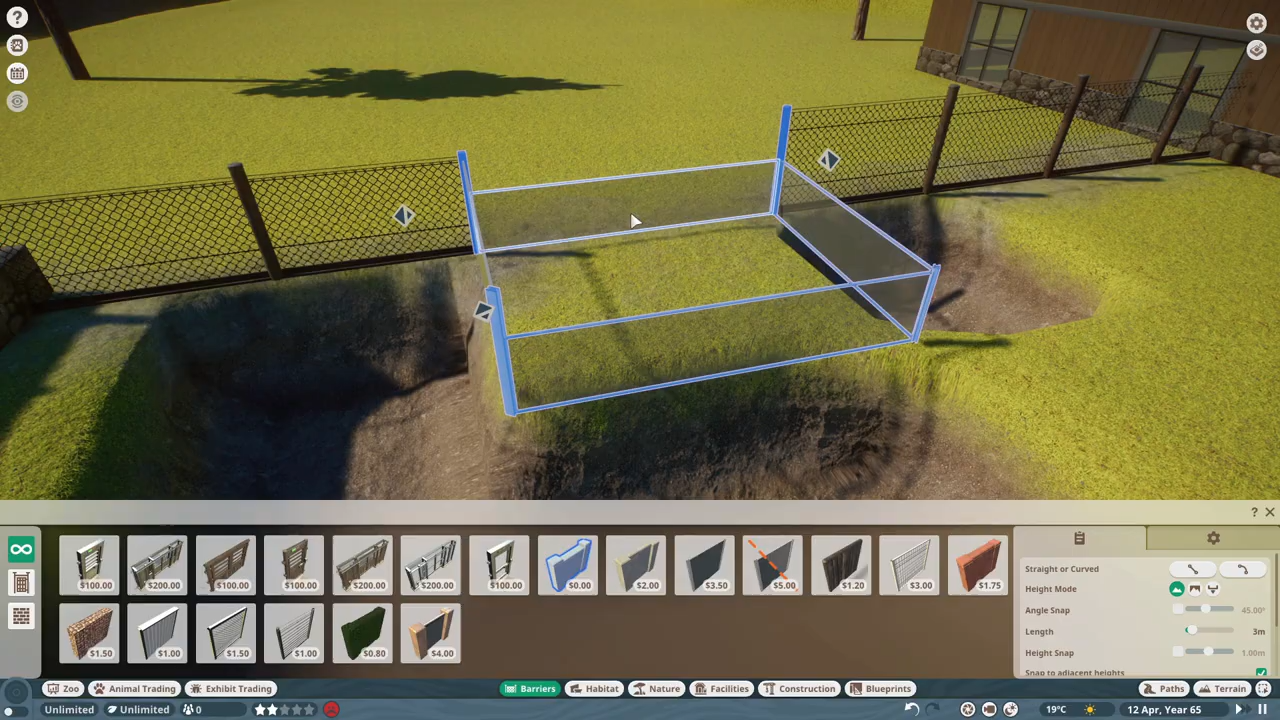 ?
? ×
$100.00 $200.00 $100.00 $100.00 $200.00 $200.00 $100.00 $0.00 $2.00 $3.50 $5.00 $1.20 $3.00 $1.75
$1.50 $1.00 $1.50 $1.00 $0.80 $4.00
Straight or Curved
Height Mode
Angle Snap 45.00°
Length 3m
Height Snap 1.00m
Snap to adjacent heights
Zoo Animal Trading Exhibit Trading Barriers Habitat Nature Facilities Construction Blueprints Paths Terrain
Unlimited Unlimited 0 19°C 12 Apr, Year 65